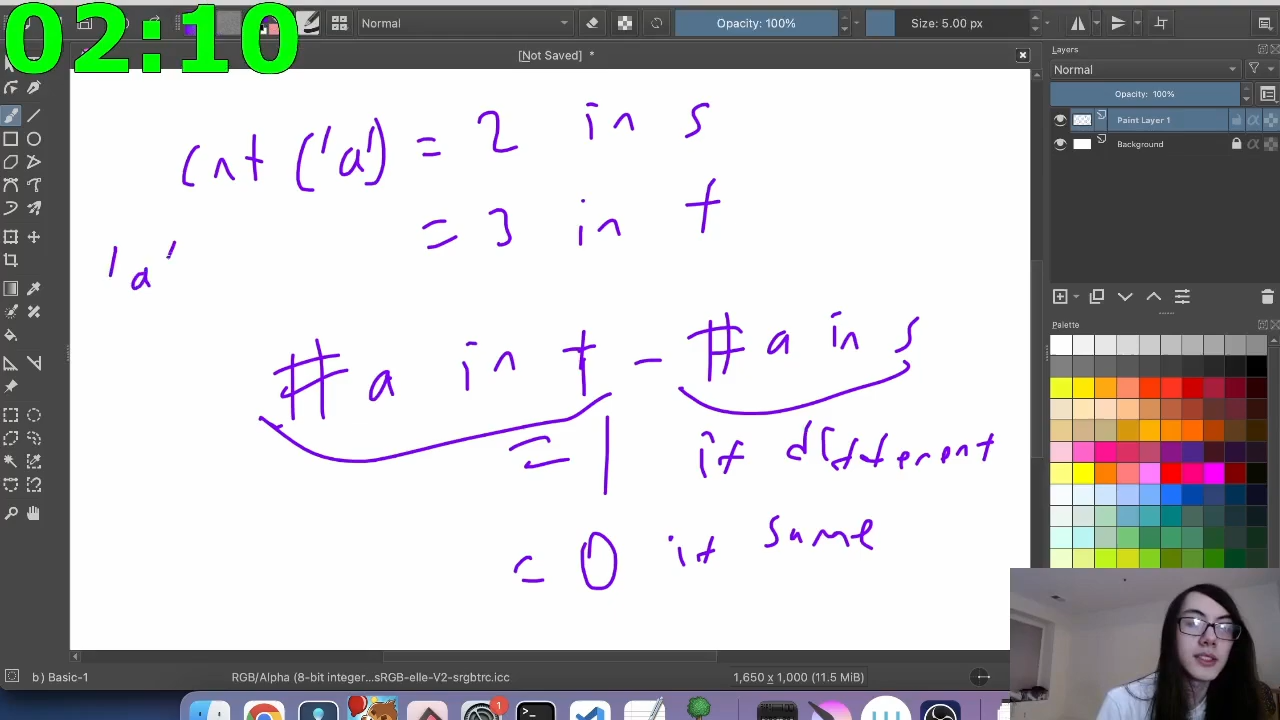 02:10
Normal
Opacity: 100%
Size: 5.00 px
[Not Saved] *
Layers
Normal
Opacity: 100%
Paint Layer 1
Background
Palette
cnt('a') = 2 in s
= 3 in t
'a'
# a in t - # a in s
= 1 if different
= 0 if same
b) Basic-1
RGB/Alpha (8-bit integer...sRGB-elle-V2-srgbtrc.icc
1,650 x 1,000 (11.5 MiB)
1